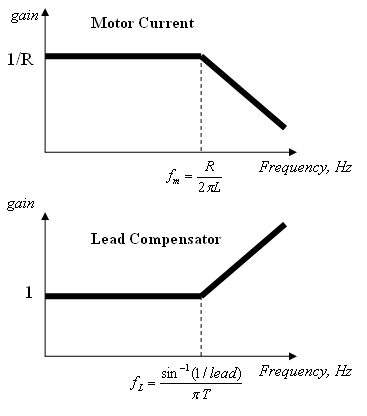 gain
Motor Current
1/R
f_m = R / 2πL
Frequency, Hz
gain
Lead Compensator
1
f_L = sin⁻¹(1/lead) / π T
Frequency, Hz